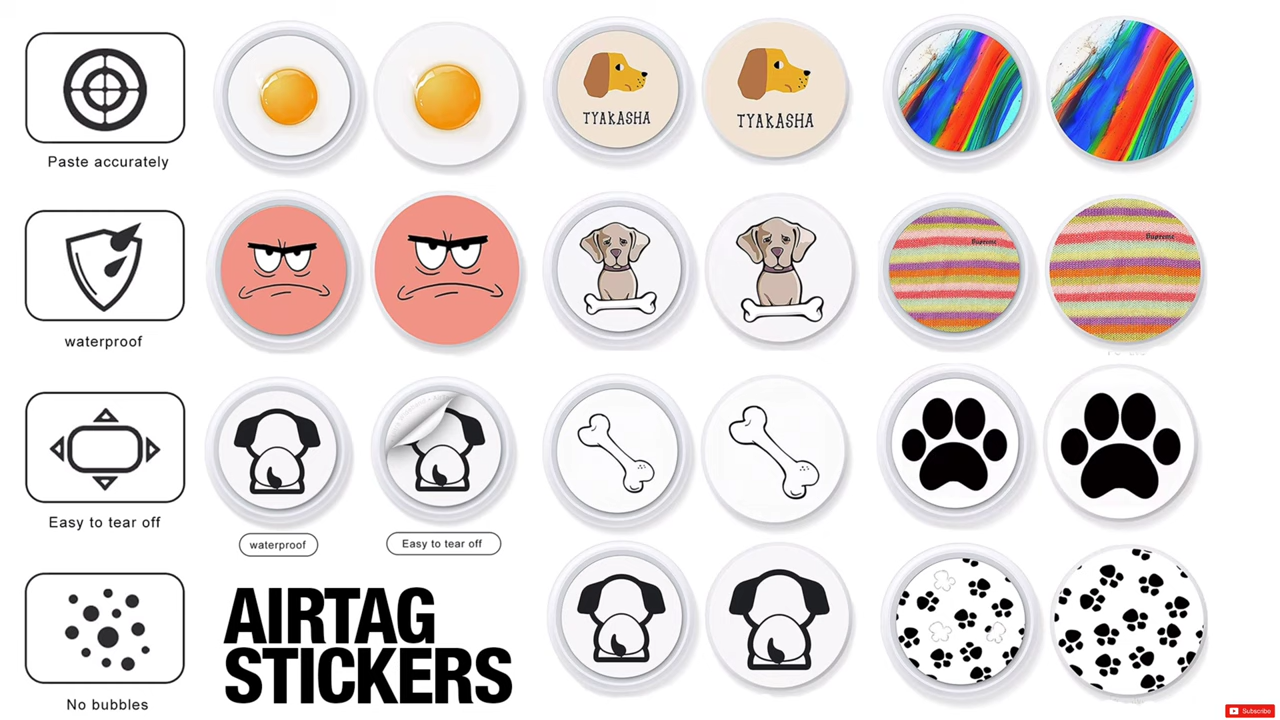 Paste accurately
TYAKASHA
TYAKASHA
waterproof
Easy to tear off
waterproof
Easy to tear off
No bubbles
AIRTAG
STICKERS
Subscribe